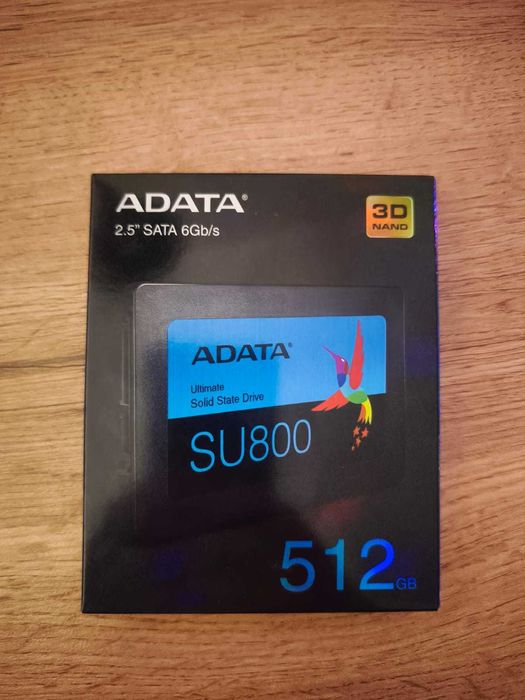 ADATA®
2.5" SATA 6Gb/s
3D
NAND
ADATA®
Ultimate
Solid State Drive
SU800
512GB